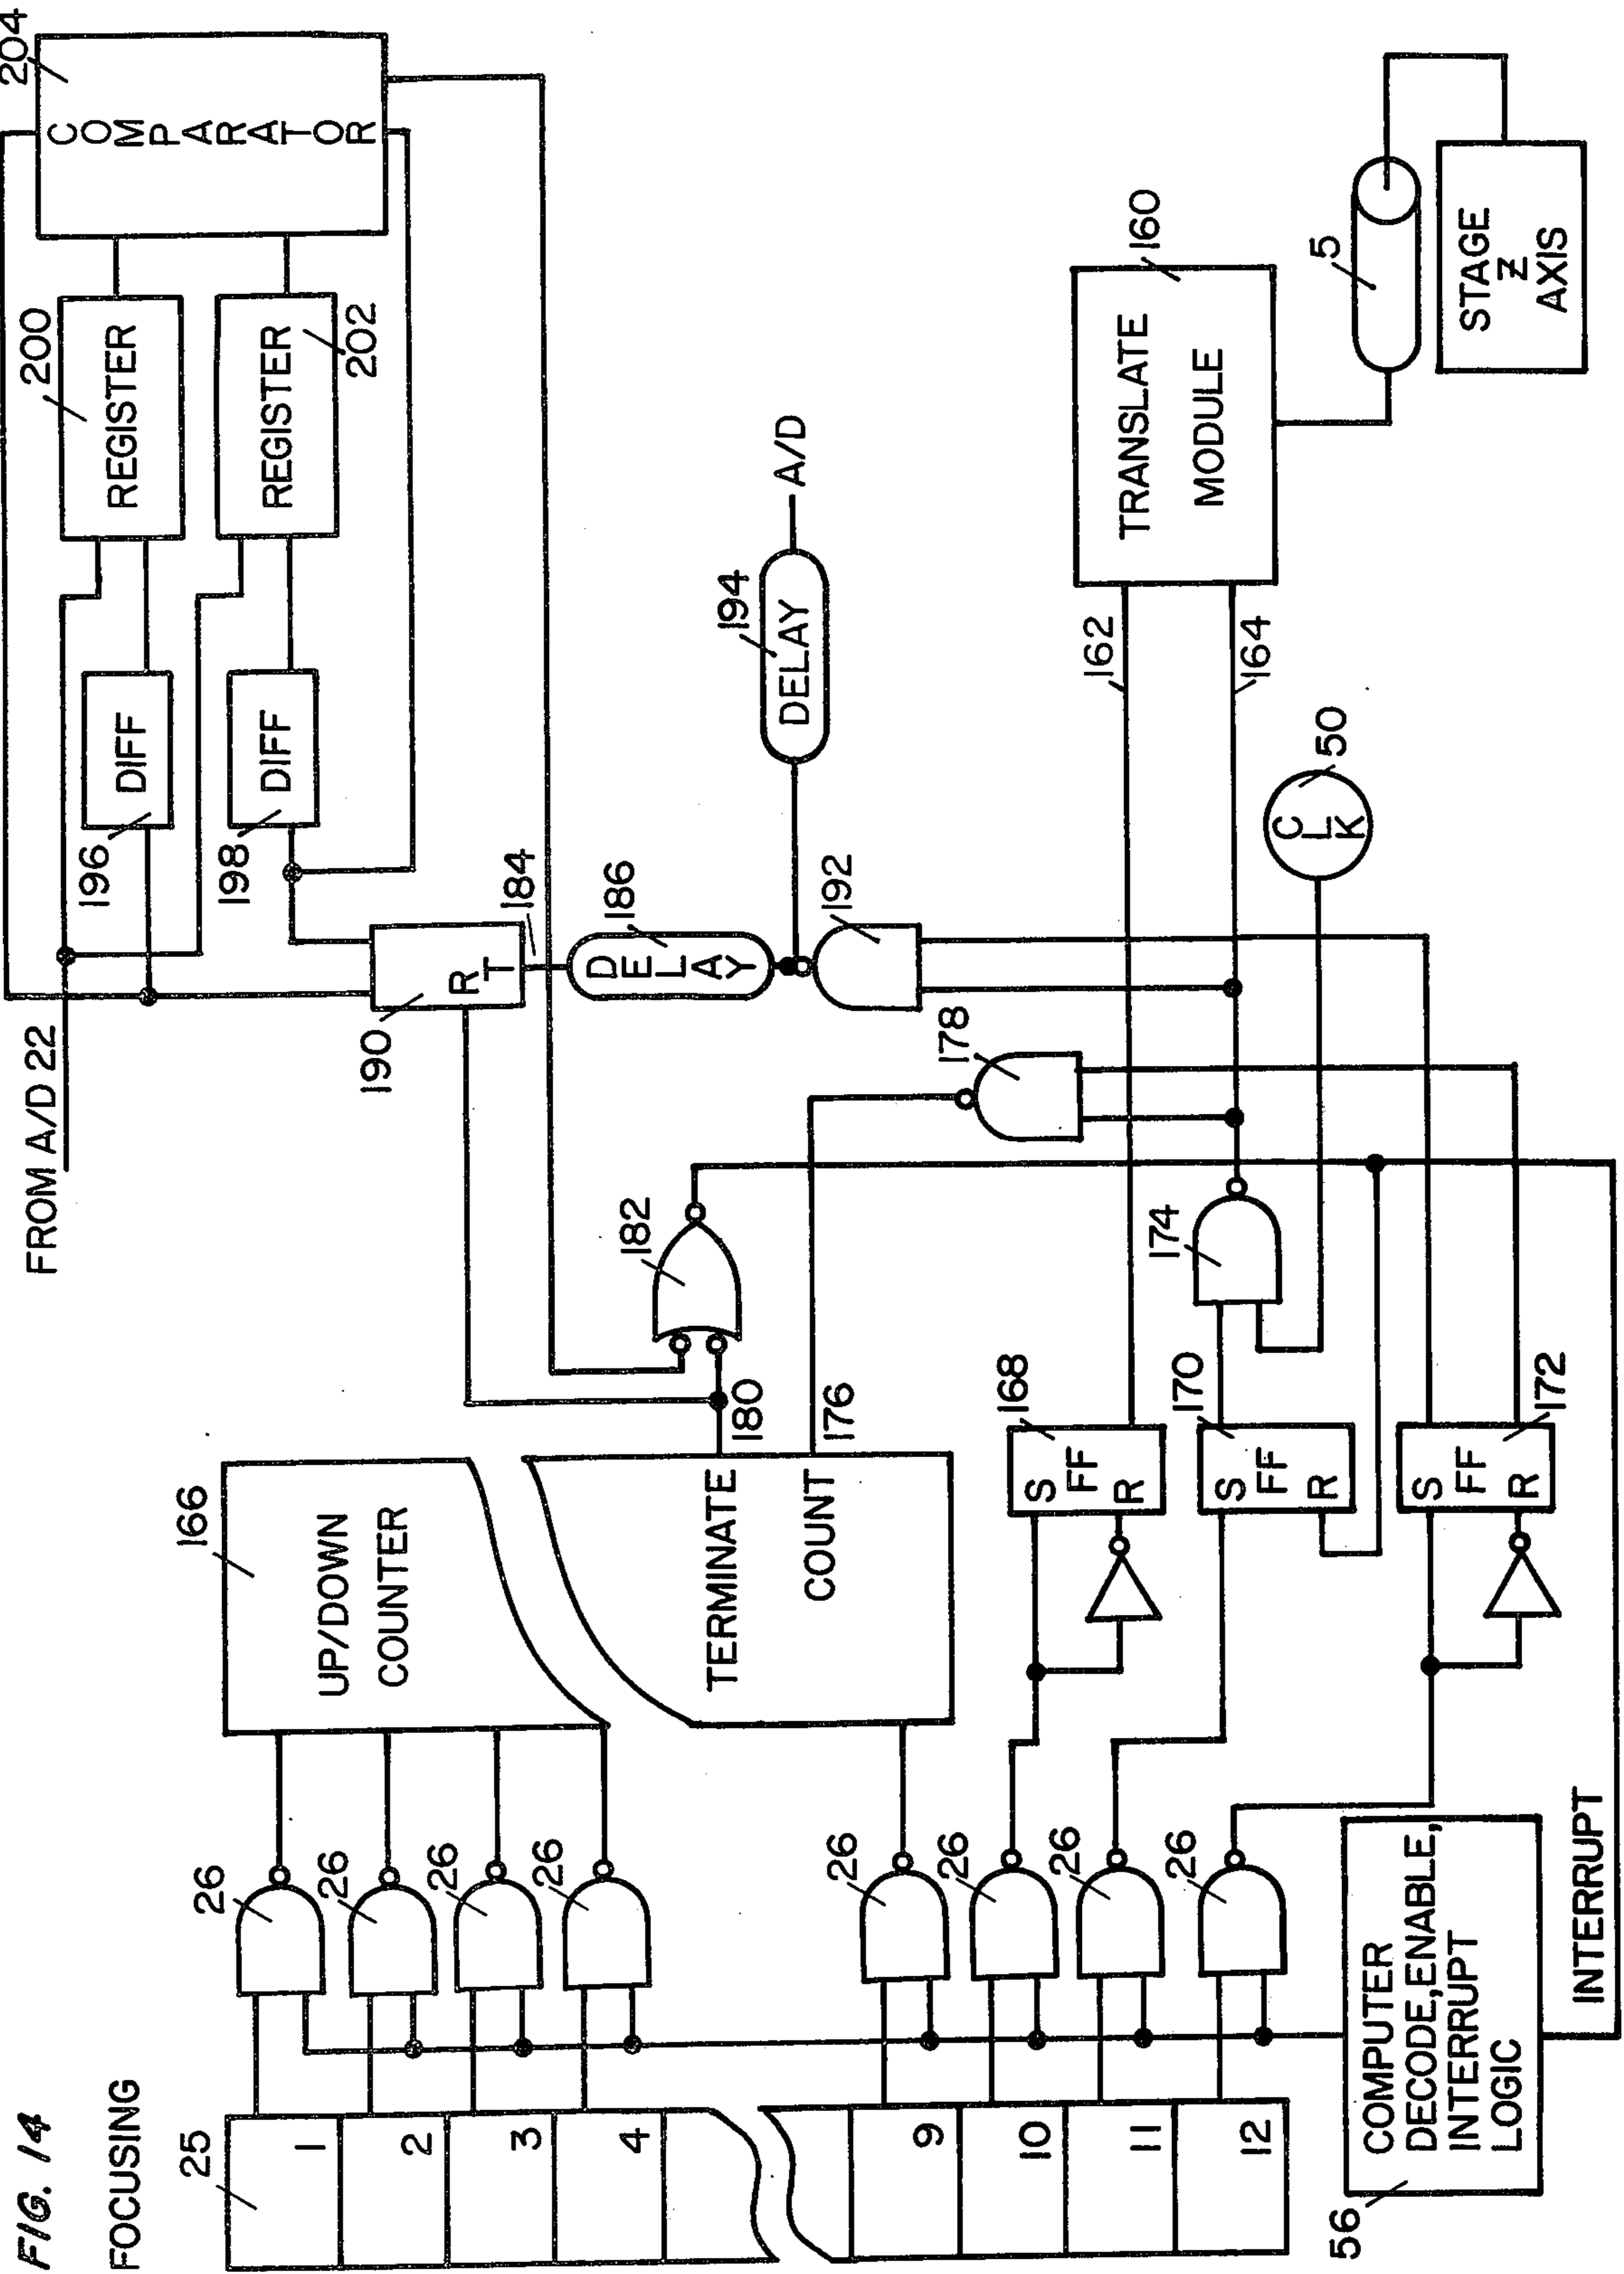 FIG. 14
FOCUSING
25
1
2
3
4
9
10
11
12
26
26
26
26
26
26
26
26
COMPUTER
DECODE, ENABLE,
INTERRUPT
LOGIC
56
INTERRUPT
166
UP/DOWN
COUNTER
TERMINATE
COUNT
180
176
S
FF
R
168
S
FF
R
170
S
FF
R
172
182
174
178
192
CLK
50
FROM A/D 22
190
R
T
184
DELAY
186
DELAY
194
A/D
DIFF
196
DIFF
198
REGISTER
200
REGISTER
202
COMPARATOR
204
162
164
TRANSLATE
MODULE
160
5
STAGE
Z
AXIS